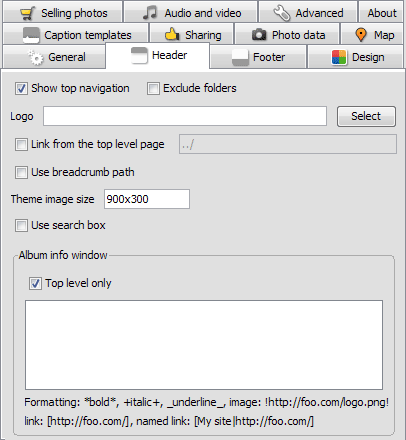 Selling photos Audio and video Advanced About
Caption templates Sharing Photo data Map
General Header Footer Design
Show top navigation Exclude folders
Logo Select
Link from the top level page ../
Use breadcrumb path
Theme image size 900x300
Use search box
Album info window
Top level only
Formatting: *bold*, +italic+, _underline_, image: !http://foo.com/logo.png!
link: [http://foo.com/], named link: [My site|http://foo.com/]